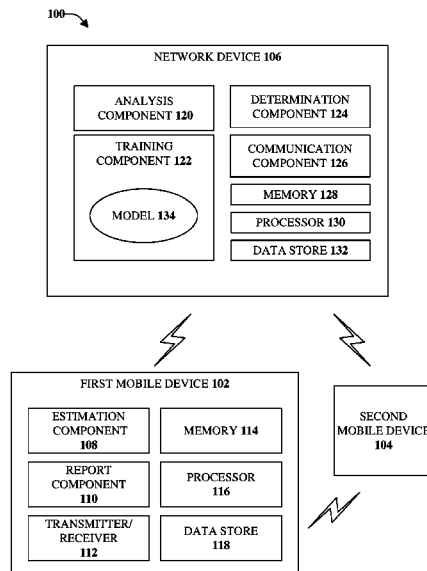 100
NETWORK DEVICE 106
ANALYSIS
COMPONENT 120
DETERMINATION
COMPONENT 124
TRAINING
COMPONENT 122
COMMUNICATION
COMPONENT 126
MODEL 134
MEMORY 128
PROCESSOR 130
DATA STORE 132
FIRST MOBILE DEVICE 102
ESTIMATION
COMPONENT
108
MEMORY 114
REPORT
COMPONENT
110
PROCESSOR
116
TRANSMITTER/
RECEIVER
112
DATA STORE
118
SECOND
MOBILE DEVICE
104